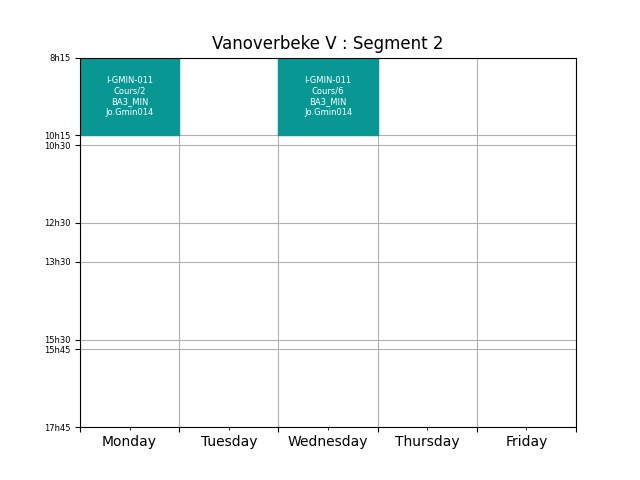 Vanoverbeke V : Segment 2
8h15
I-GMIN-011
Cours/2
BA3_MIN
Jo.Gmin014
I-GMIN-011
Cours/6
BA3_MIN
Jo.Gmin014
10h15
10h30
12h30
13h30
15h30
15h45
17h45
Monday
Tuesday
Wednesday
Thursday
Friday